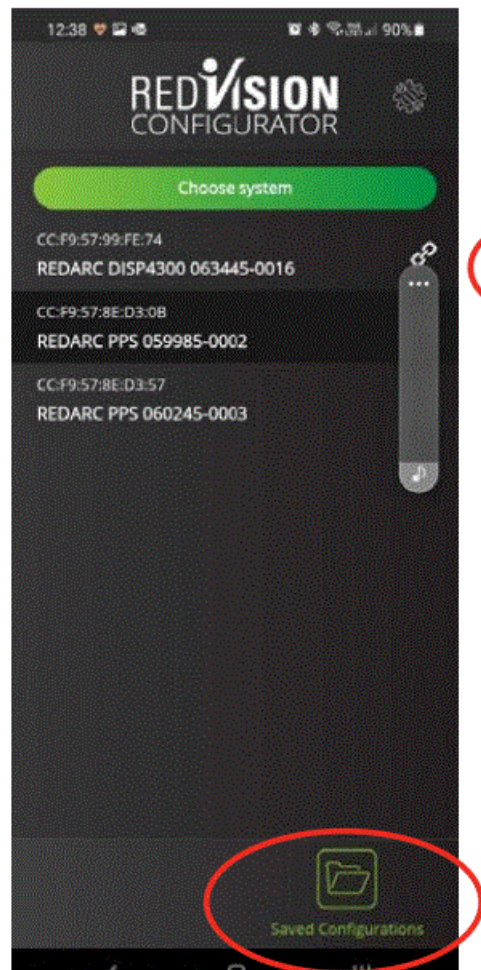 12:38 90%
REDVISION
CONFIGURATOR
Choose system
CC:F9:57:99:FE:74
REDARC DISP4300 063445-0016
CC:F9:57:8E:D3:0B
REDARC PPS 059985-0002
CC:F9:57:8E:D3:57
REDARC PPS 060245-0003
Saved Configurations